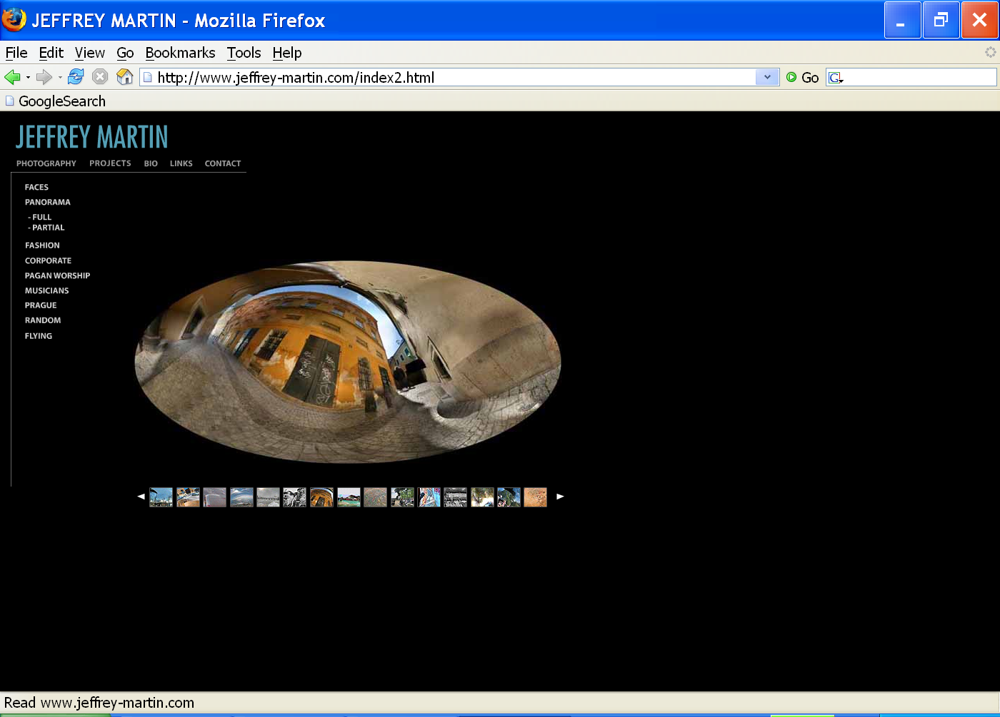 JEFFREY MARTIN - Mozilla Firefox
File Edit View Go Bookmarks Tools Help
http://www.jeffrey-martin.com/index2.html Go G
GoogleSearch
JEFFREY MARTIN
PHOTOGRAPHY PROJECTS BIO LINKS CONTACT
FACES
PANORAMA
- FULL
- PARTIAL
FASHION
CORPORATE
PAGAN WORSHIP
MUSICIANS
PRAGUE
RANDOM
FLYING
Read www.jeffrey-martin.com